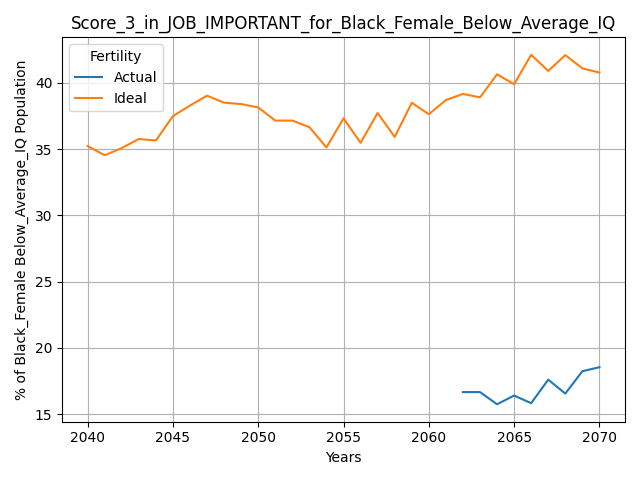 Score_3_in_JOB_IMPORTANT_for_Black_Female_Below_Average_IQ
Fertility
Actual
Ideal
% of Black_Female Below_Average_IQ Population
40
35
30
25
20
15
2040 2045 2050 2055 2060 2065 2070
Years